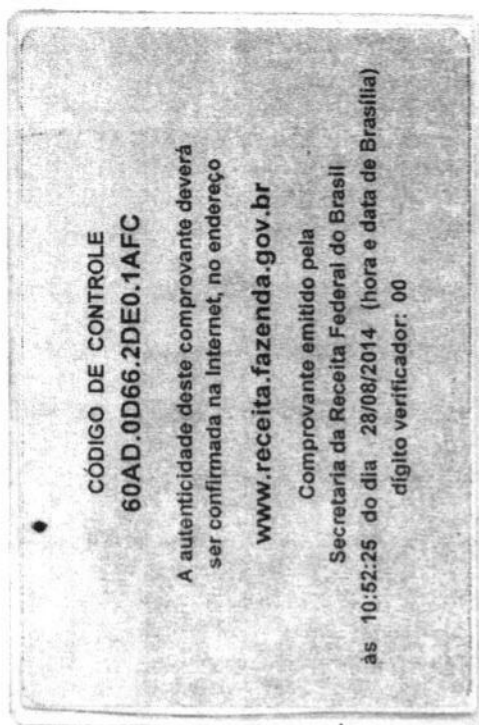 CÓDIGO DE CONTROLE
60AD.0D66.2DE0.1AFC
A autenticidade deste comprovante deverá
ser confirmada na Internet, no endereço
www.receita.fazenda.gov.br
Comprovante emitido pela
Secretaria da Receita Federal do Brasil
às 10:52:25 do dia 28/08/2014 (hora e data de Brasília)
dígito verificador: 00